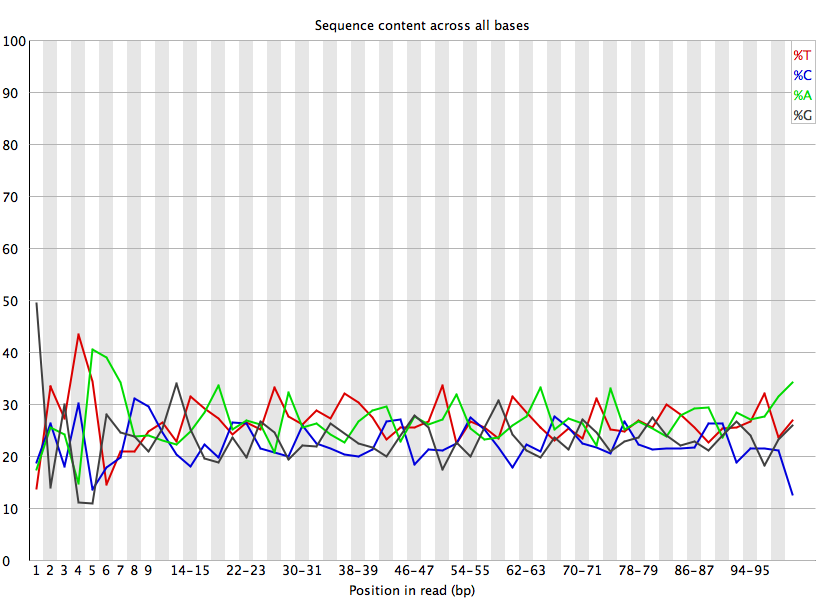 Sequence content across all bases
100
90
80
70
60
50
40
30
20
10
0
%T
%C
%A
%G
1 2 3 4 5 6 7 8 9 14-15 22-23 30-31 38-39 46-47 54-55 62-63 70-71 78-79 86-87 94-95
Position in read (bp)